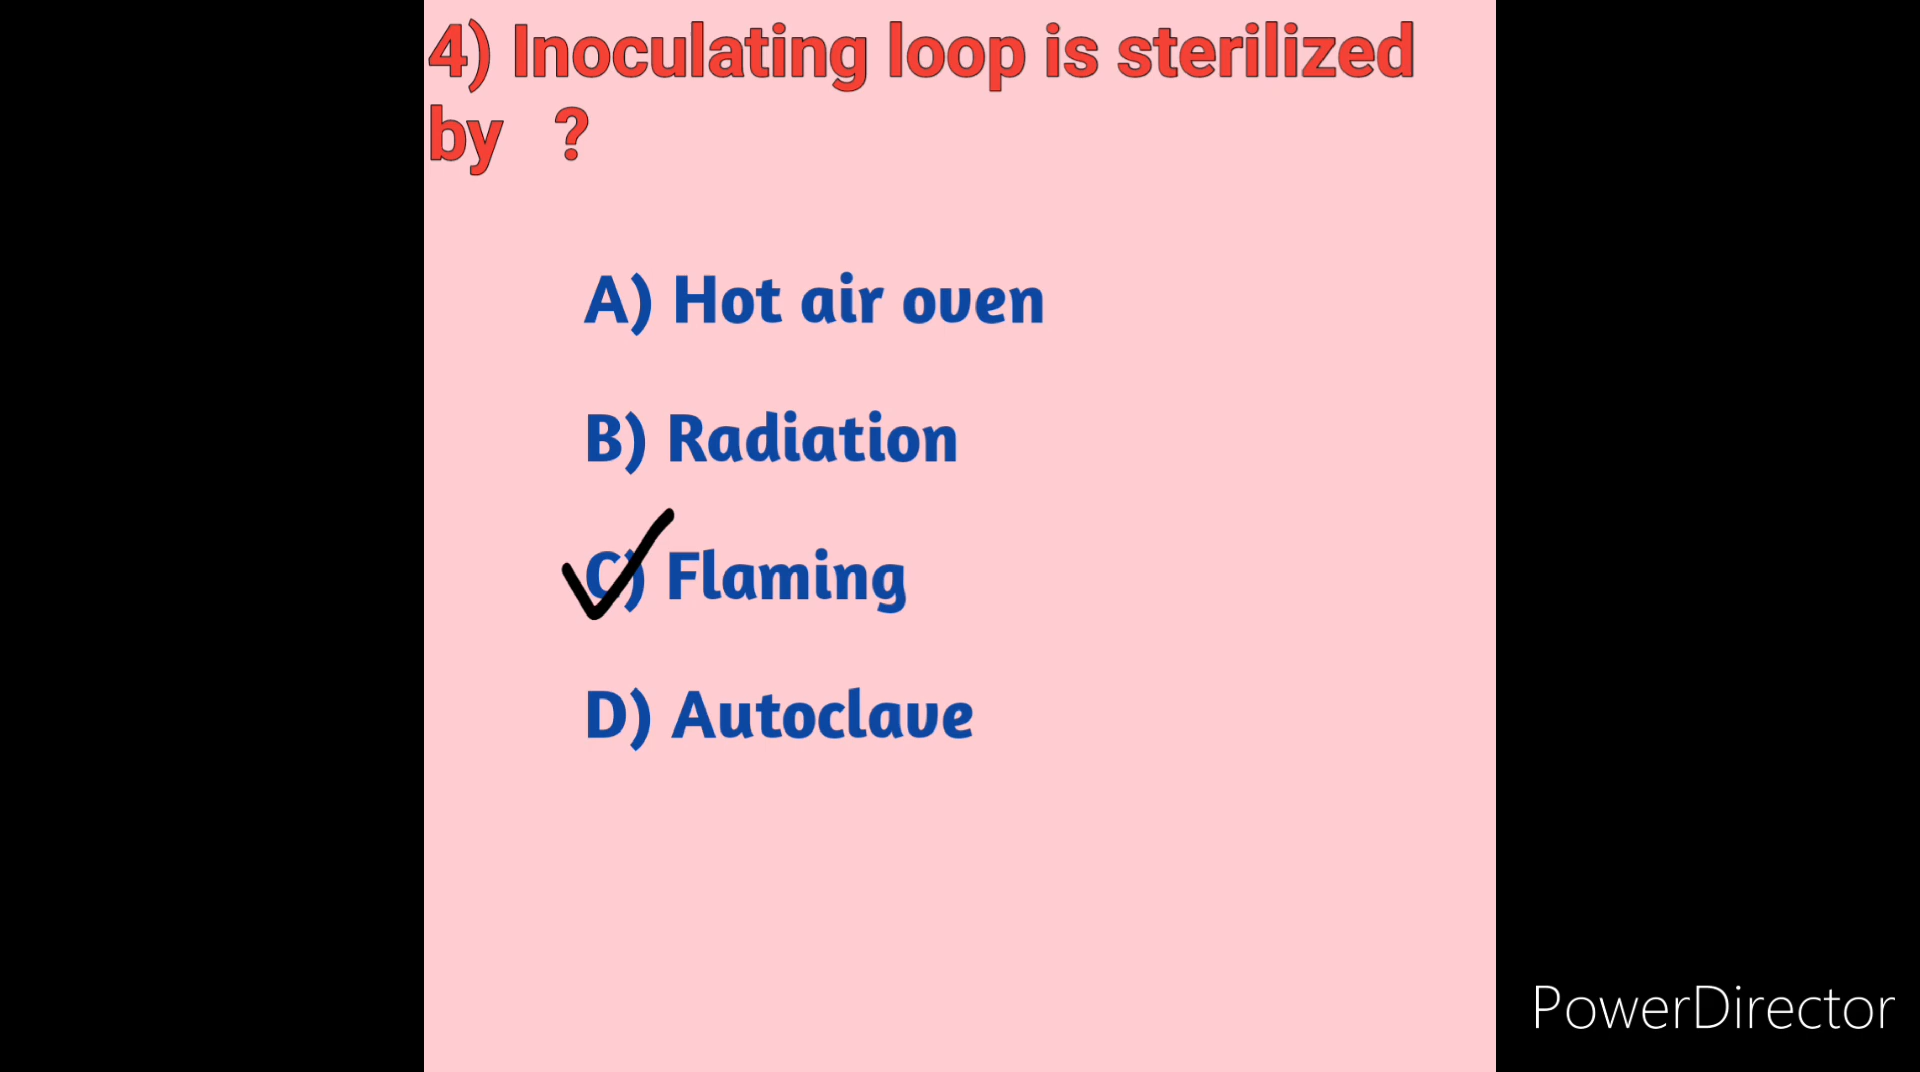 4) Inoculating loop is sterilized
by ?
A) Hot air oven
B) Radiation
C) Flaming
D) Autoclave
PowerDirector